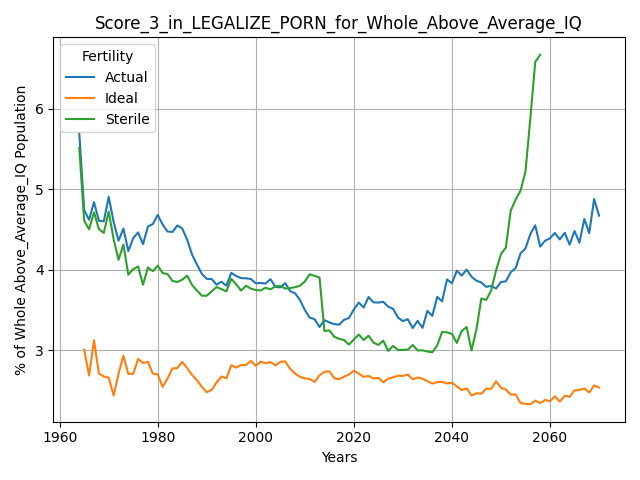 Score_3_in_LEGALIZE_PORN_for_Whole_Above_Average_IQ
Fertility
Actual
Ideal
Sterile
% of Whole Above_Average_IQ Population
6
5
4
3
1960 1980 2000 2020 2040 2060
Years